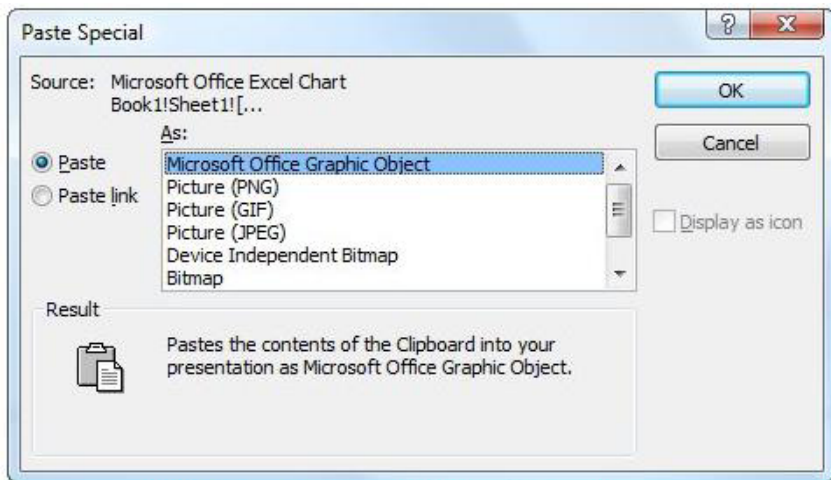 Paste Special
?
Source: Microsoft Office Excel Chart
Book1!Sheet1![...
As:
Paste
Paste link
Microsoft Office Graphic Object
Picture (PNG)
Picture (GIF)
Picture (JPEG)
Device Independent Bitmap
Bitmap
OK
Cancel
Display as icon
Result
Pastes the contents of the Clipboard into your
presentation as Microsoft Office Graphic Object.